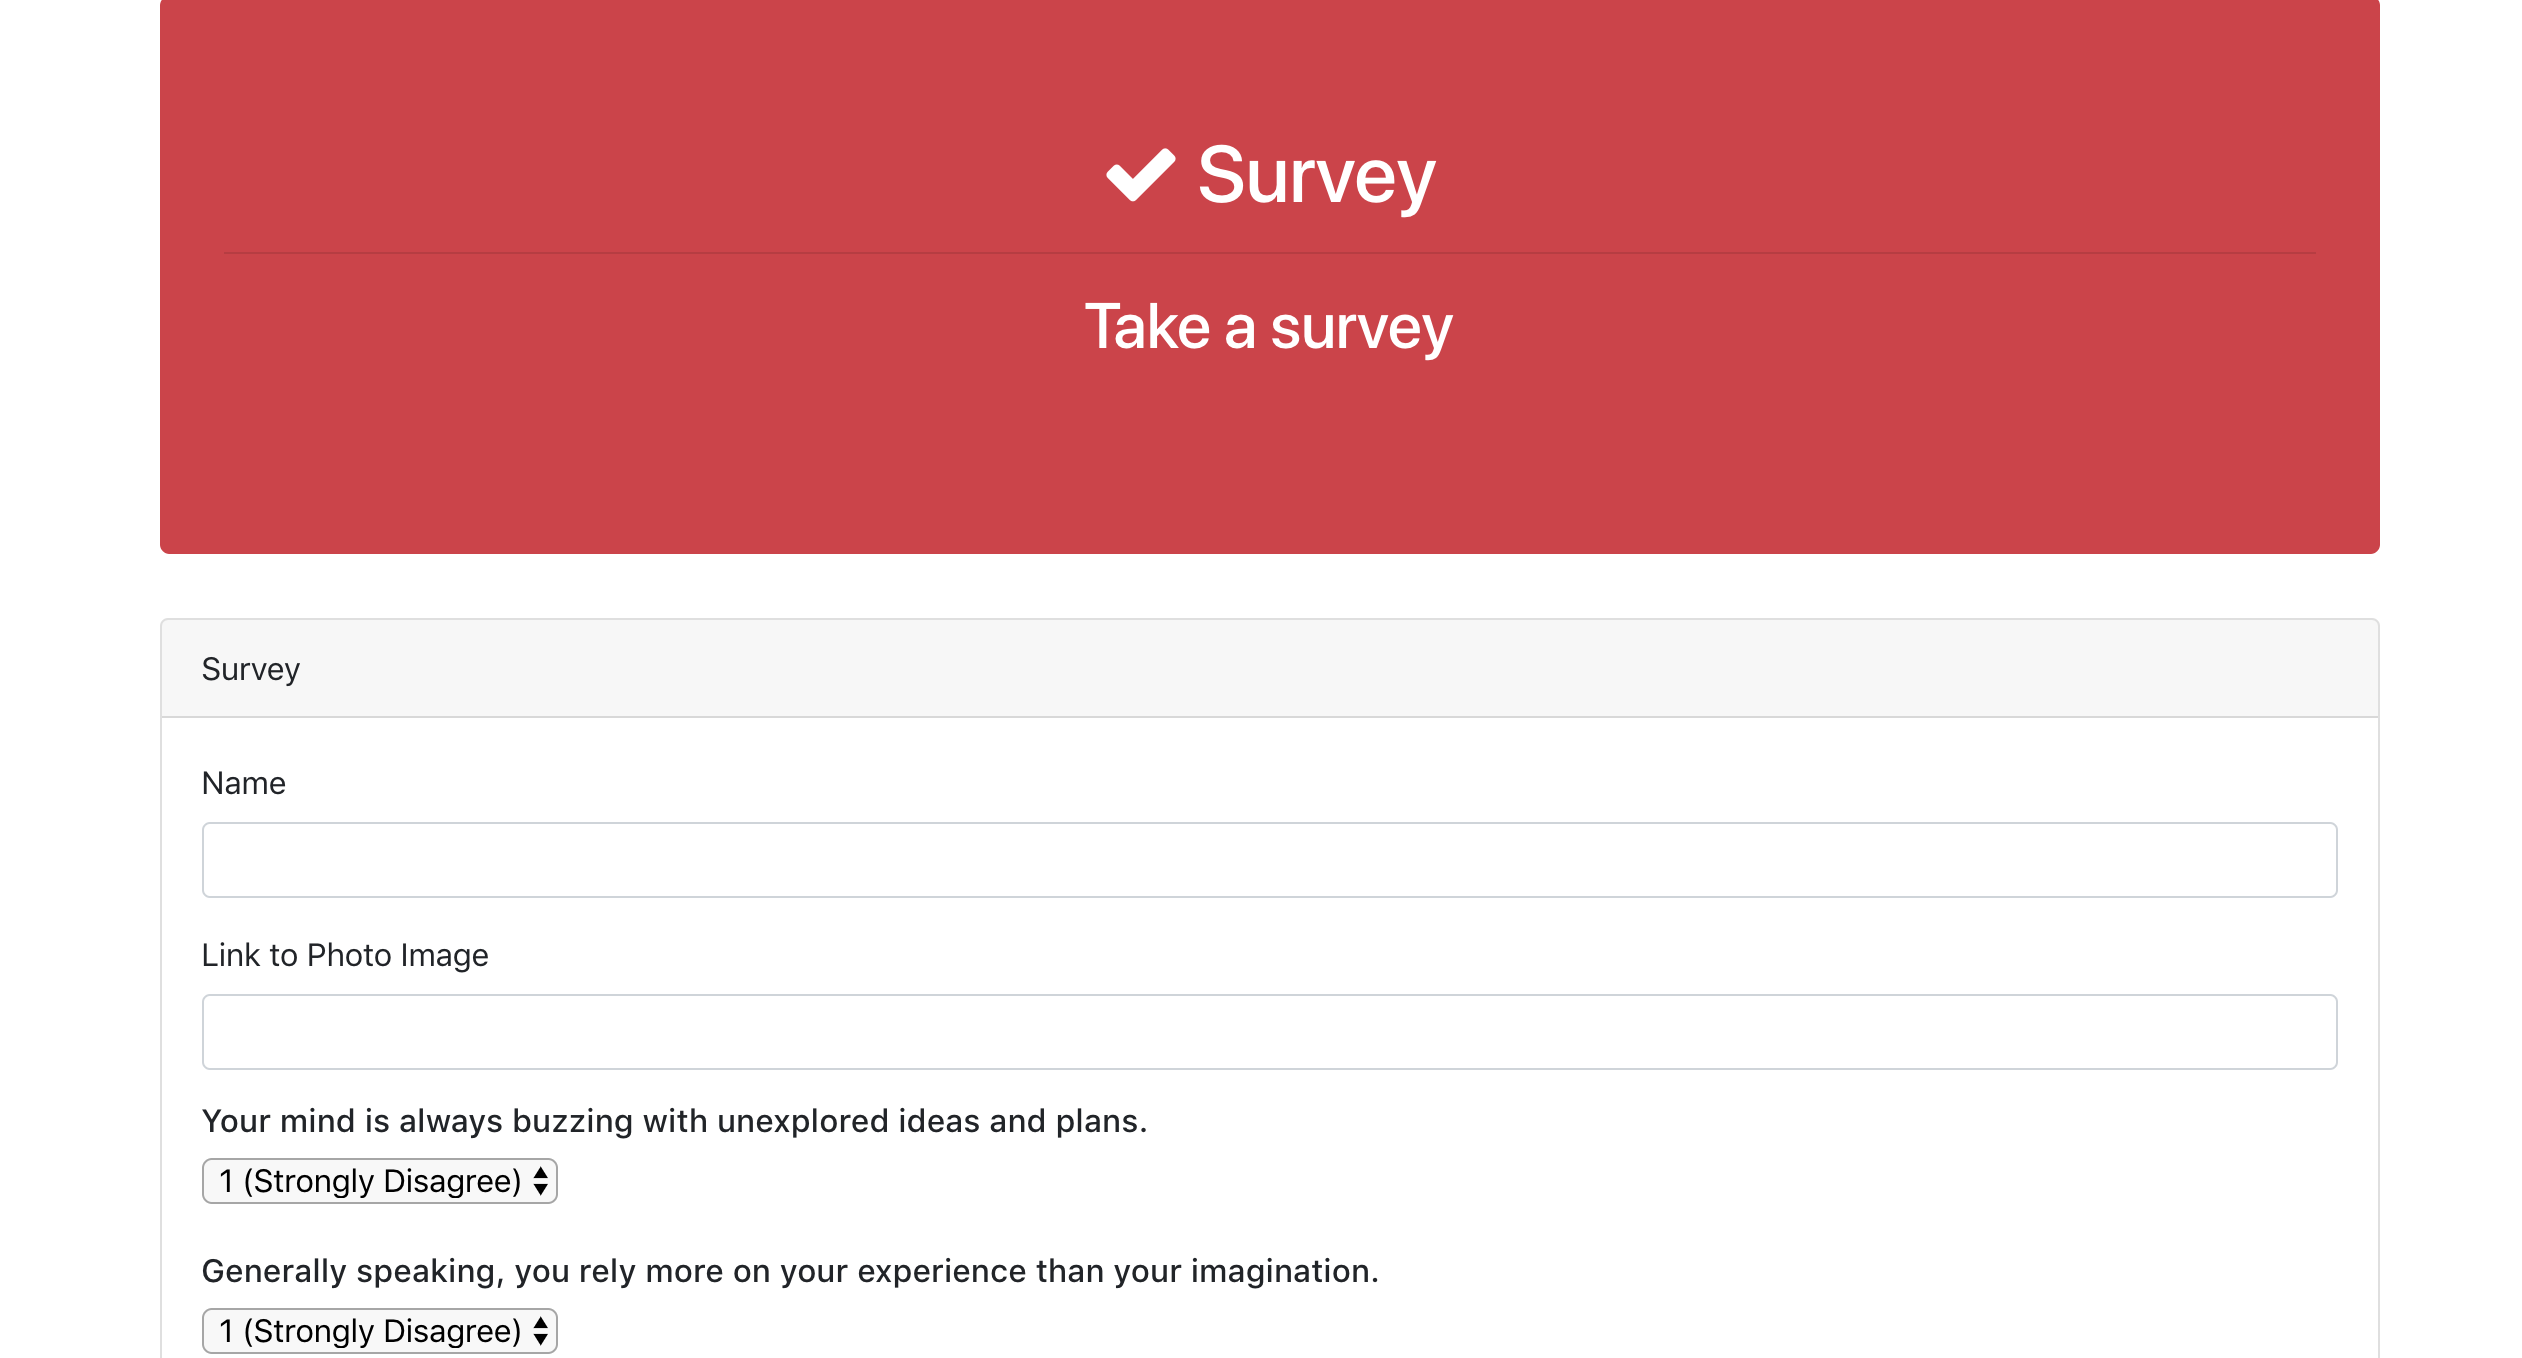 Survey
Take a survey
Survey
Name
Link to Photo Image
Your mind is always buzzing with unexplored ideas and plans.
1 (Strongly Disagree)
Generally speaking, you rely more on your experience than your imagination.
1 (Strongly Disagree)